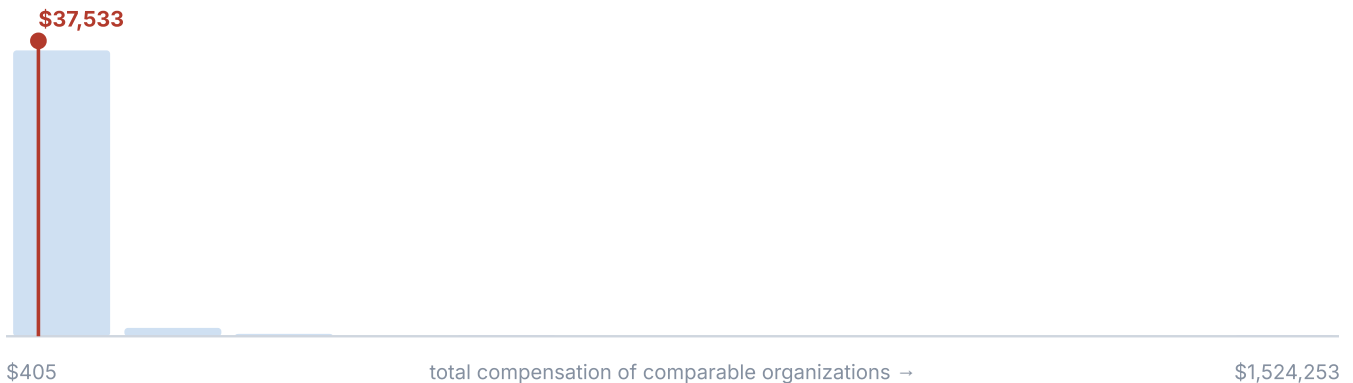 $37,533
$405 total compensation of comparable organizations → $1,524,253